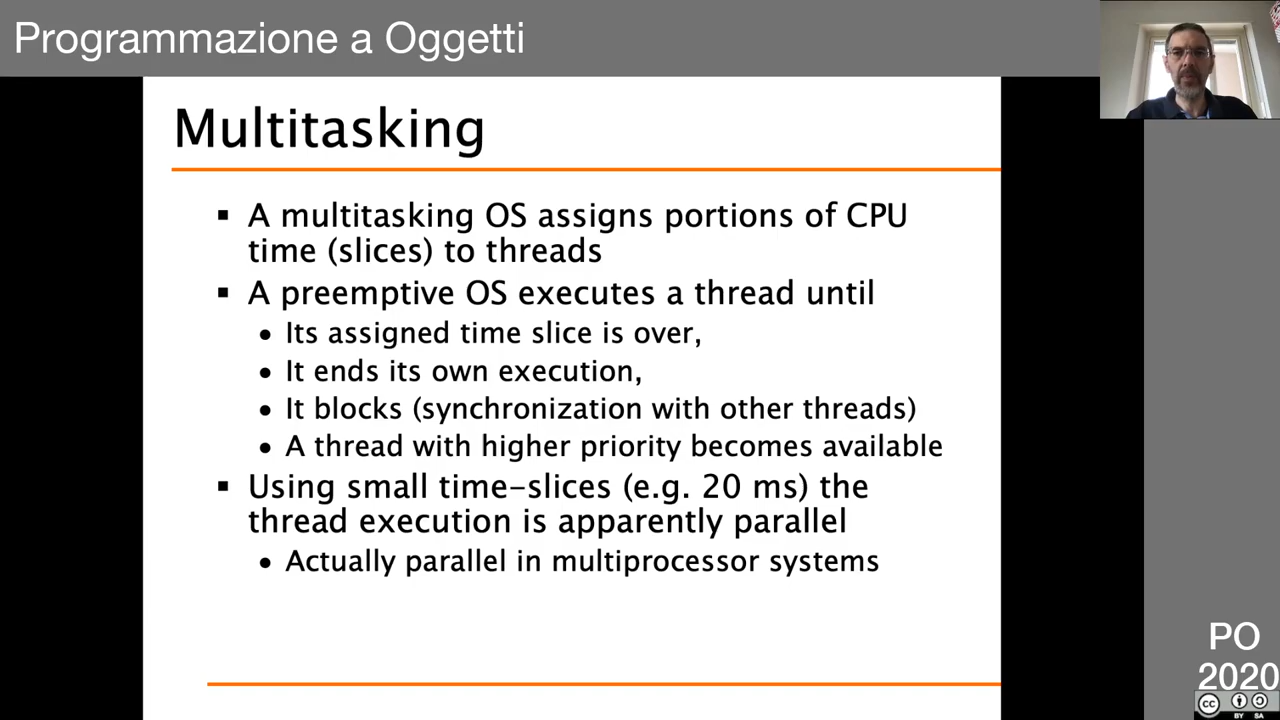 Programmazione a Oggetti
Multitasking
▪ A multitasking OS assigns portions of CPU
time (slices) to threads
▪ A preemptive OS executes a thread until
• Its assigned time slice is over,
• It ends its own execution,
• It blocks (synchronization with other threads)
• A thread with higher priority becomes available
▪ Using small time-slices (e.g. 20 ms) the
thread execution is apparently parallel
• Actually parallel in multiprocessor systems
PO
2020
cc
BY SA